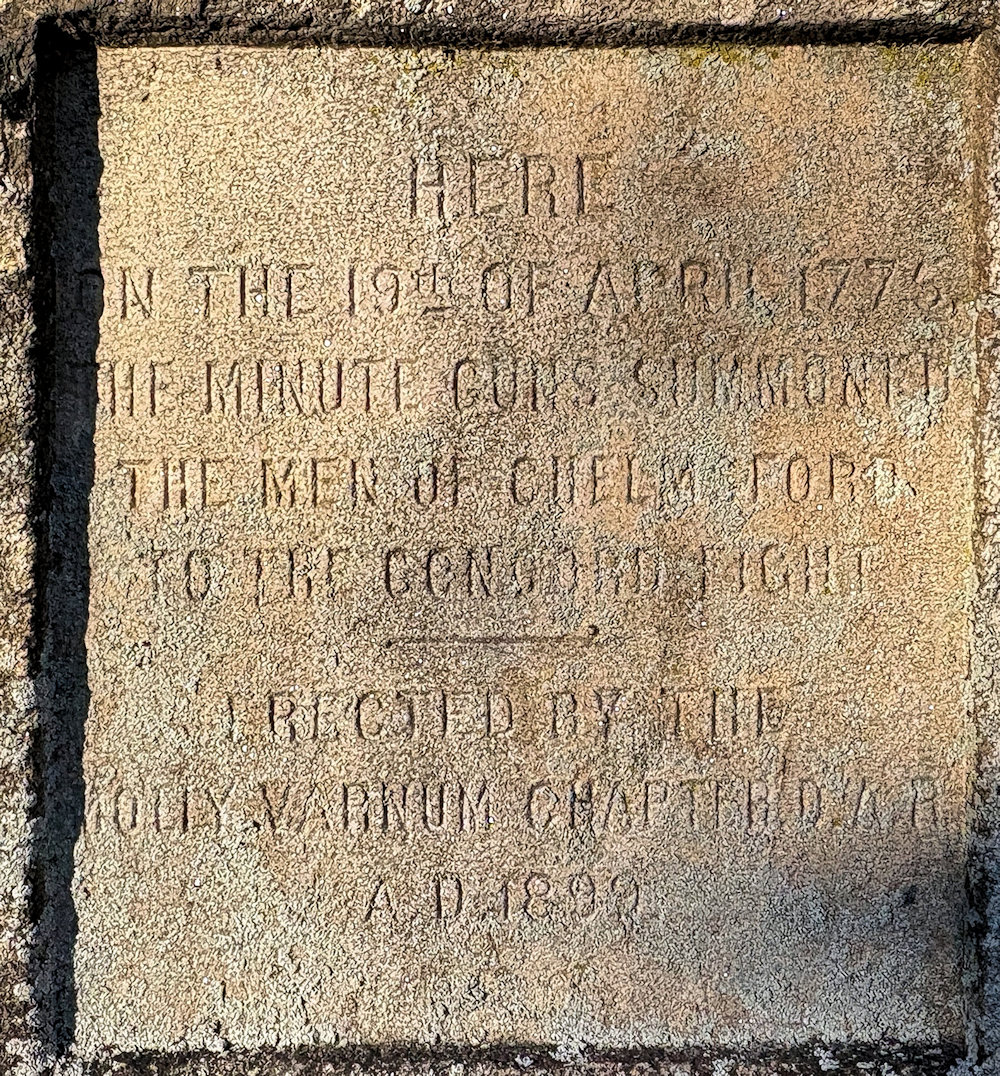 HERE
ON THE 19th OF APRIL 1775,
THE MINUTE GUNS SUMMONED
THE MEN OF CHELMSFORD
TO THE CONCORD FIGHT
ERECTED BY THE
MOLLY VARNUM CHAPTER D.A.R.
A.D. 1899